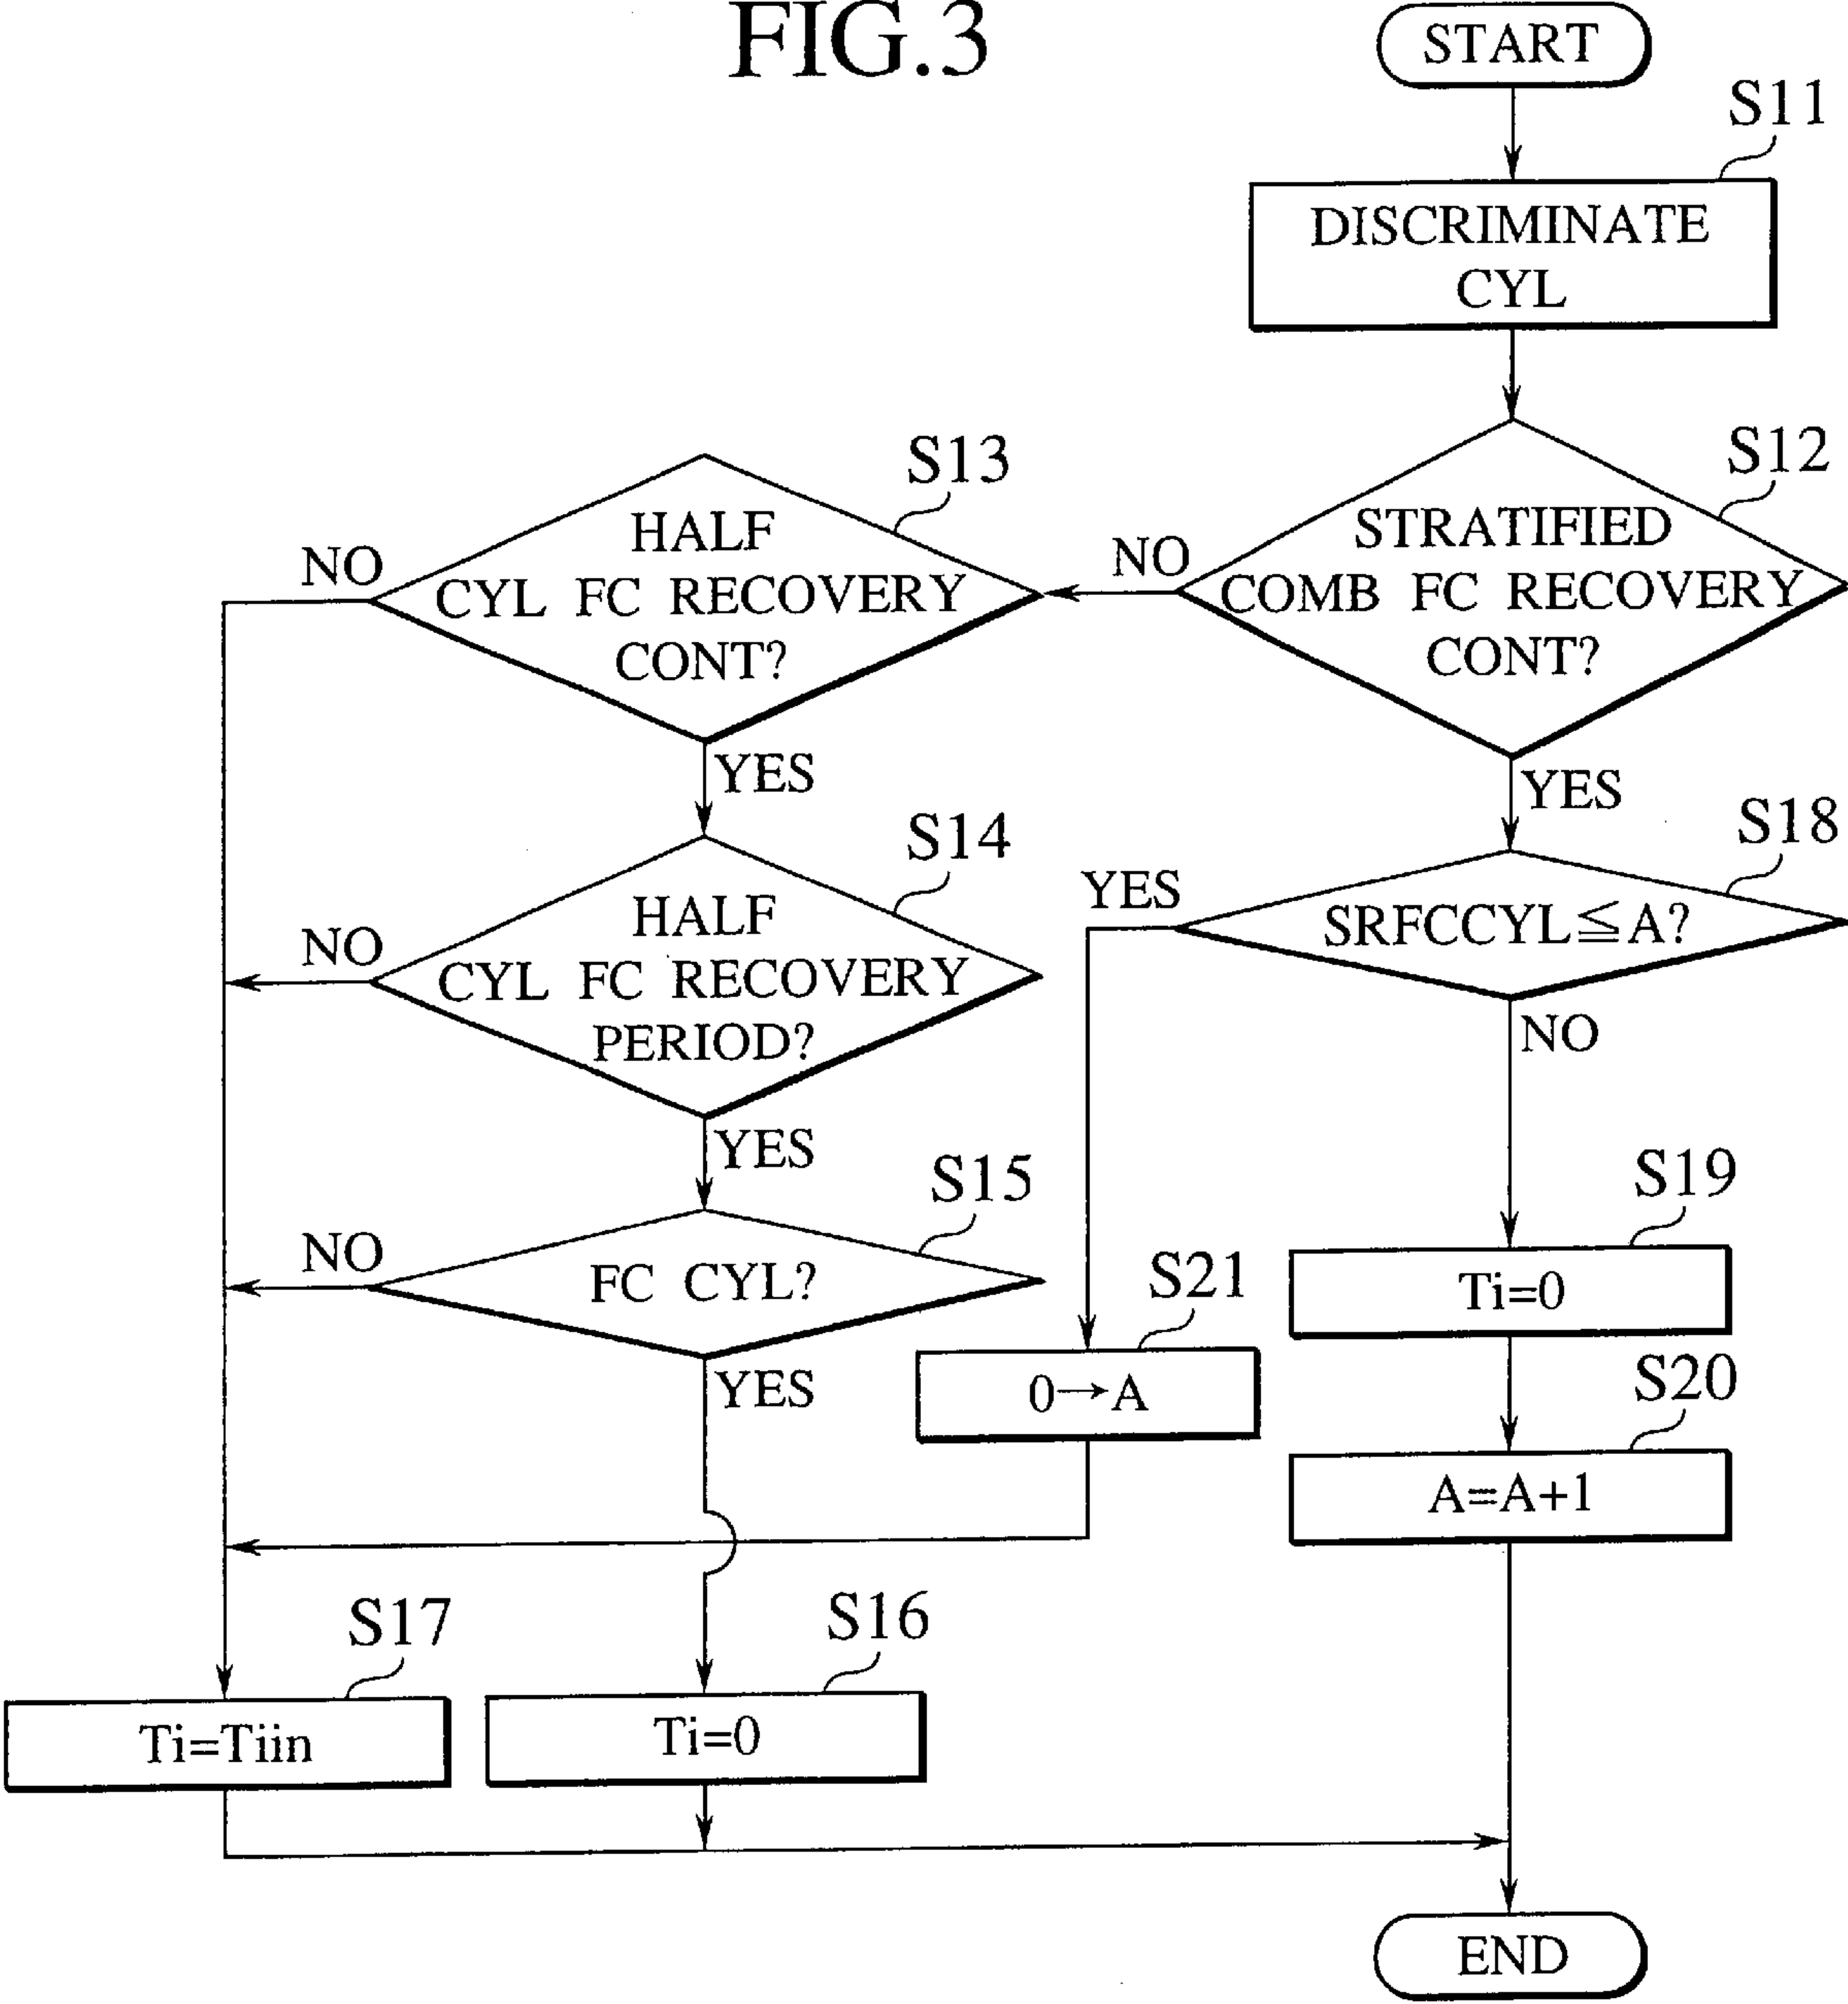 FIG.3
START
S11
DISCRIMINATE
CYL
S12
STRATIFIED
COMB FC RECOVERY
CONT?
NO
YES
S13
HALF
CYL FC RECOVERY
CONT?
NO
YES
S14
HALF
CYL FC RECOVERY
PERIOD?
NO
YES
S15
FC CYL?
NO
YES
S18
SRFCCYL≦A?
YES
NO
S21
0→A
S19
Ti=0
S20
A=A+1
S17
Ti=Tiin
S16
Ti=0
END